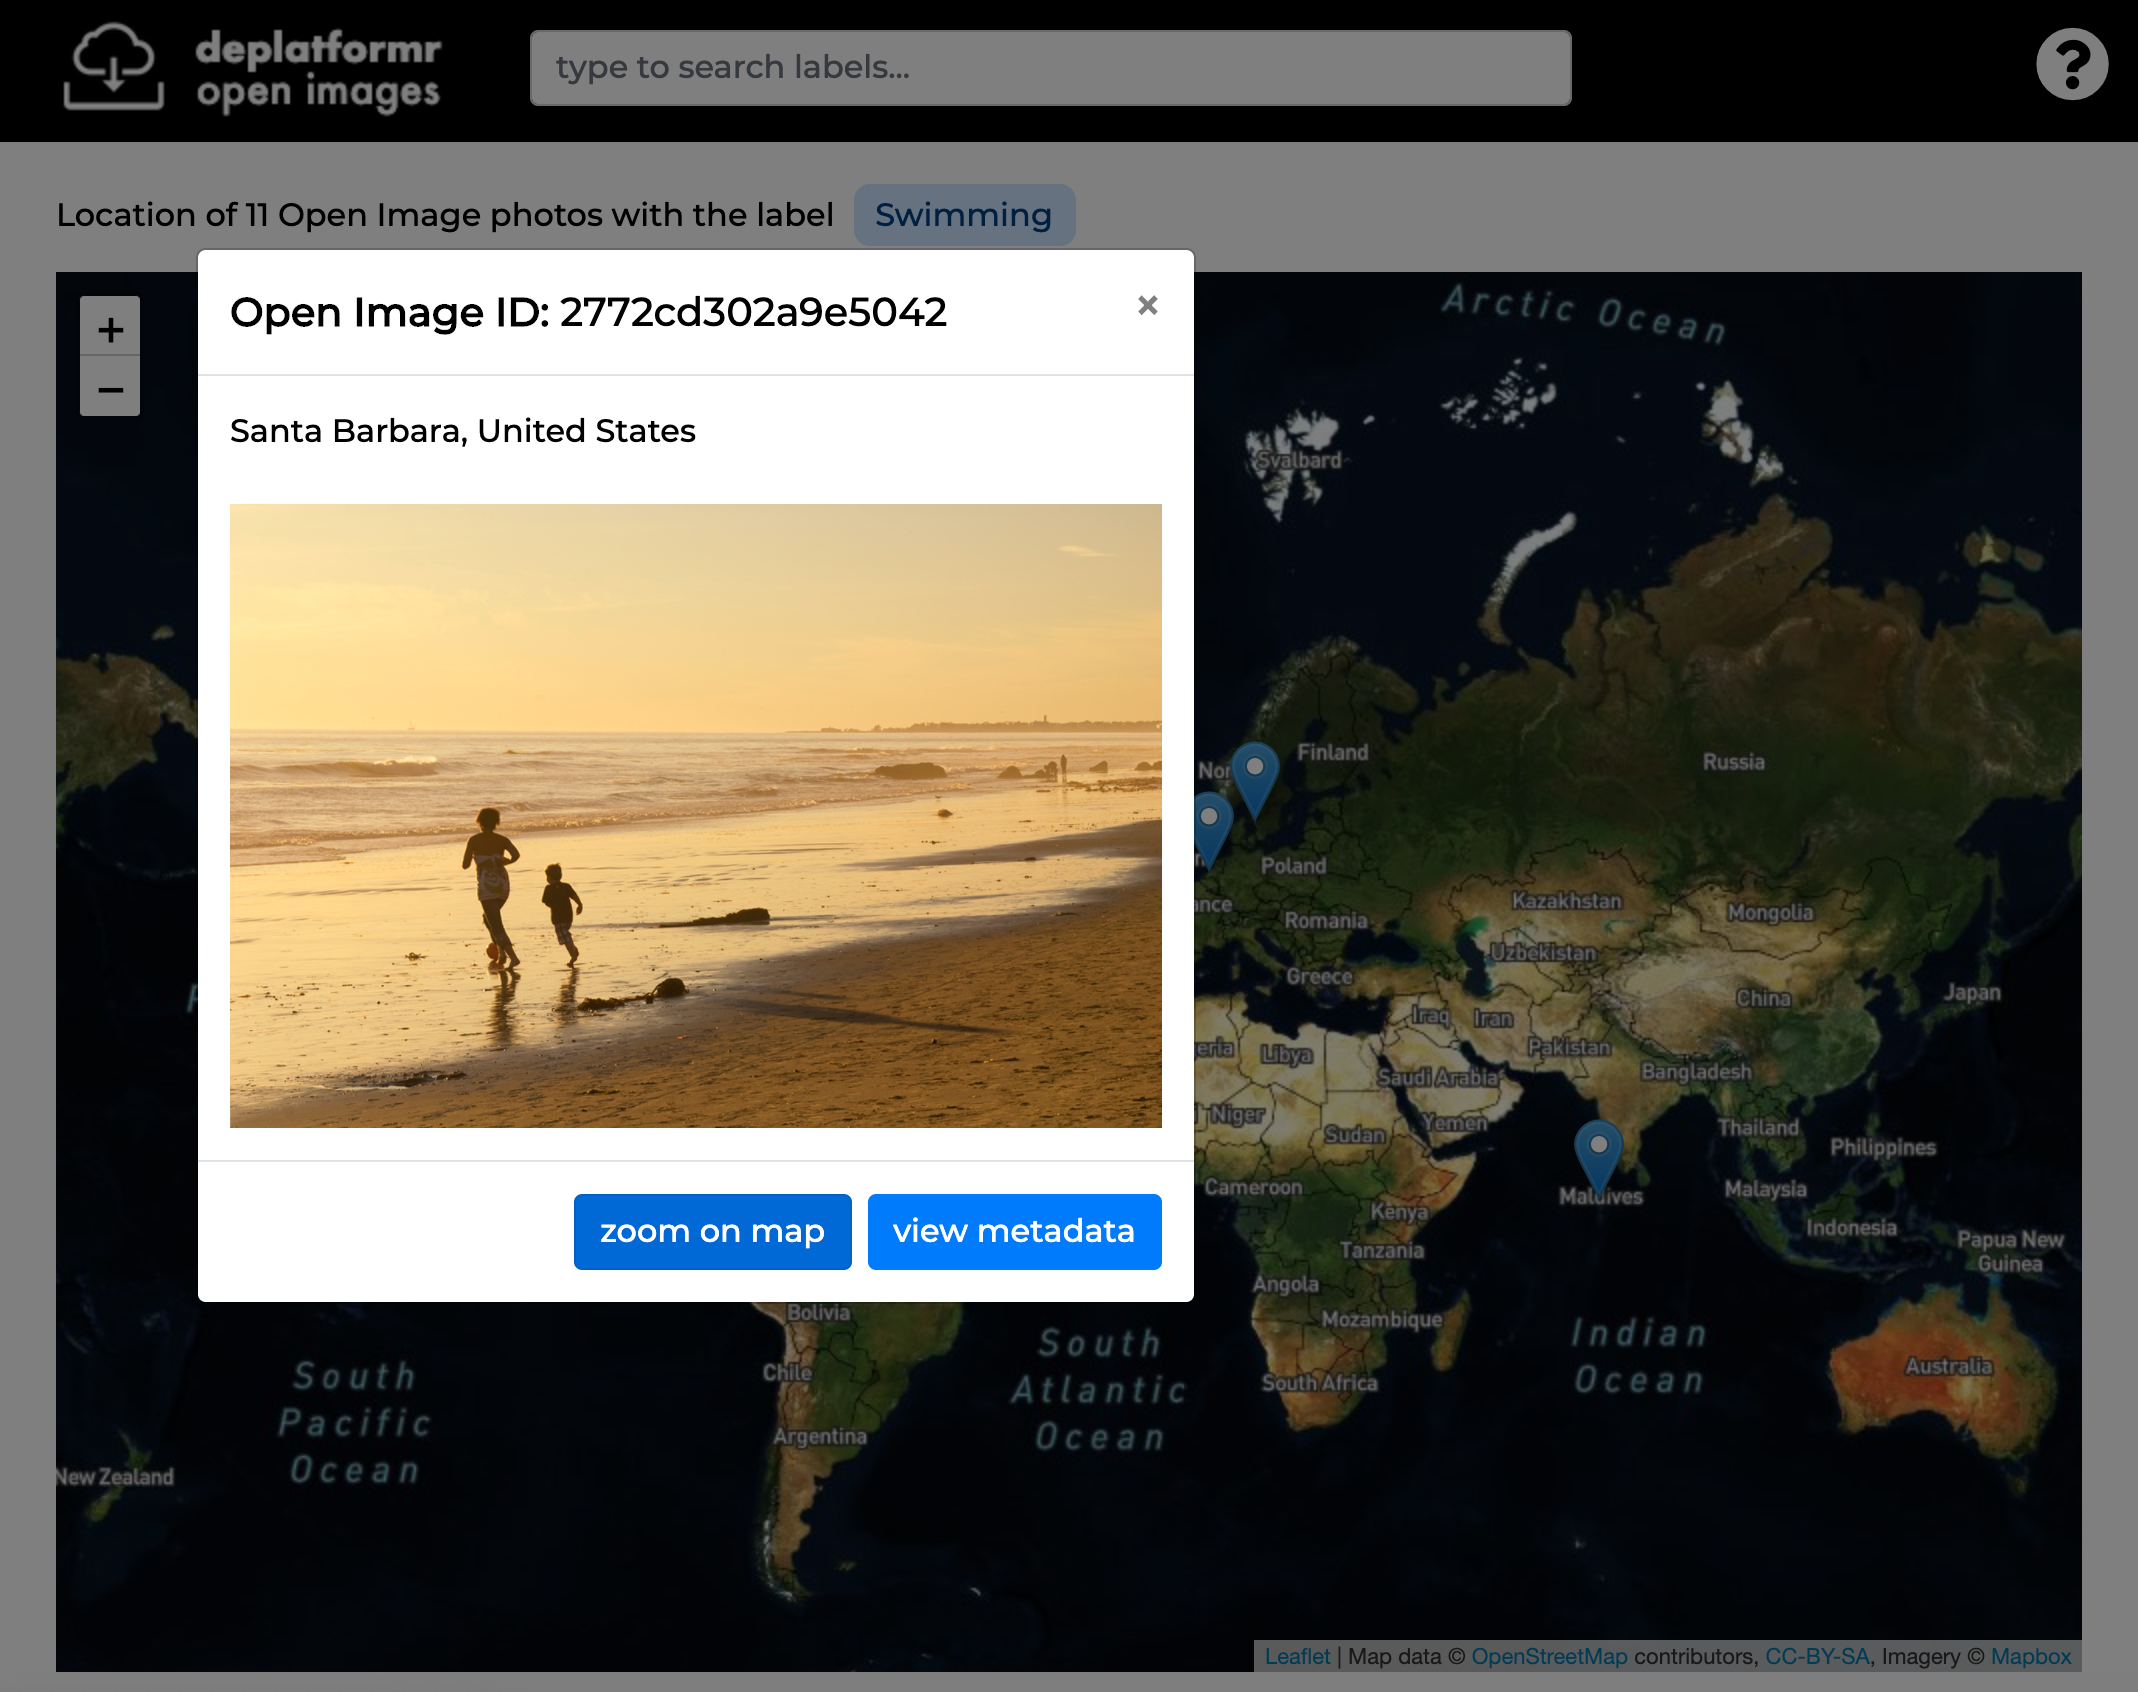 deplatformr
open images
type to search labels...
?
Location of 11 Open Image photos with the label Swimming
+
−
Open Image ID: 2772cd302a9e5042
×
Santa Barbara, United States
zoom on map
view metadata
Arctic Ocean
Svalbard
Finland
Russia
Poland
Kazakhstan
Mongolia
Romania
Uzbekistan
Greece
China
Japan
Iraq
Iran
Libya
Pakistan
Saudi Arabia
Bangladesh
Niger
Sudan
Yemen
Thailand
Philippines
Cameroon
Maldives
Malaysia
Kenya
Indonesia
Tanzania
Papua New
Guinea
Angola
Bolivia
Mozambique
South
Atlantic
Ocean
Indian
Ocean
Chile
South
Pacific
Ocean
South Africa
Australia
Argentina
New Zealand
Leaflet | Map data © OpenStreetMap contributors, CC-BY-SA, Imagery © Mapbox